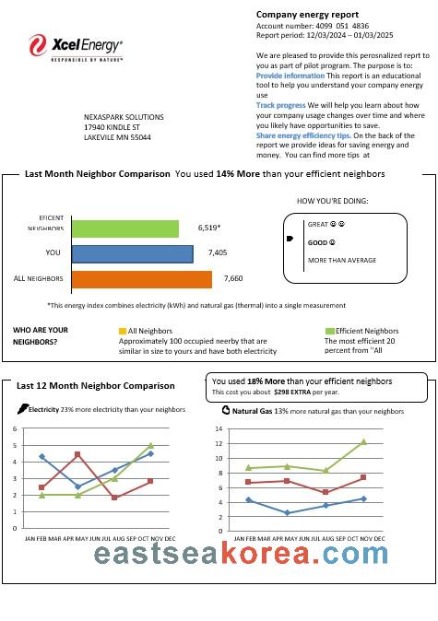 Company energy report
Account number: 4099 051 4836
Report period: 12/03/2024 – 01/03/2025
XcelEnergy®
RESPONSIBLE BY NATURE™
We are pleased to provide this perosnalized reprt to
you as part of pilot program. The purpose is to:
Provide information This report is an educational
tool to help you understand your company energy
use
Track progress We will help you learn about how
your company usage changes over time and where
you likely have opportunities to save.
Share energy efficiency tips. On the back of the
report we provide ideas for saving energy and
money. You can find more tips at
NEXASPARK SOLUTIONS
17940 KINDLE ST
LAKEVILE MN 55044
Last Month Neighbor Comparison You used 14% More than your efficient neighbors
HOW YOU'RE DOING:
EFICENT
NEIGHBORS
6,519*
YOU
7,405
ALL NEIGHBORS
7,660
GREAT ☺ ☺
GOOD ☺
MORE THAN AVERAGE
*This energy index combines electricity (kWh) and natural gas (thermal) into a single measurement
WHO ARE YOUR
NEIGHBORS?
All Neighbors
Approximately 100 occupied neerby that are
similar in size to yours and have both electricity
Efficient Neighbors
The most efficient 20
percent from "All
Last 12 Month Neighbor Comparison
You used 18% More than your efficient neighbors
This cost you about $298 EXTRA per year.
Electricity 23% more electricity than your neighbors
Natural Gas 13% more natural gas than your neighbors
6
5
4
3
2
1
0
JAN FEB MAR APR MAY JUN JUL AUG SEP OCT NOV DEC
14
12
10
8
6
4
2
0
JAN FEB MAR APR MAY JUN JUL AUG SEP OCT NOV DEC
eastseakorea.com